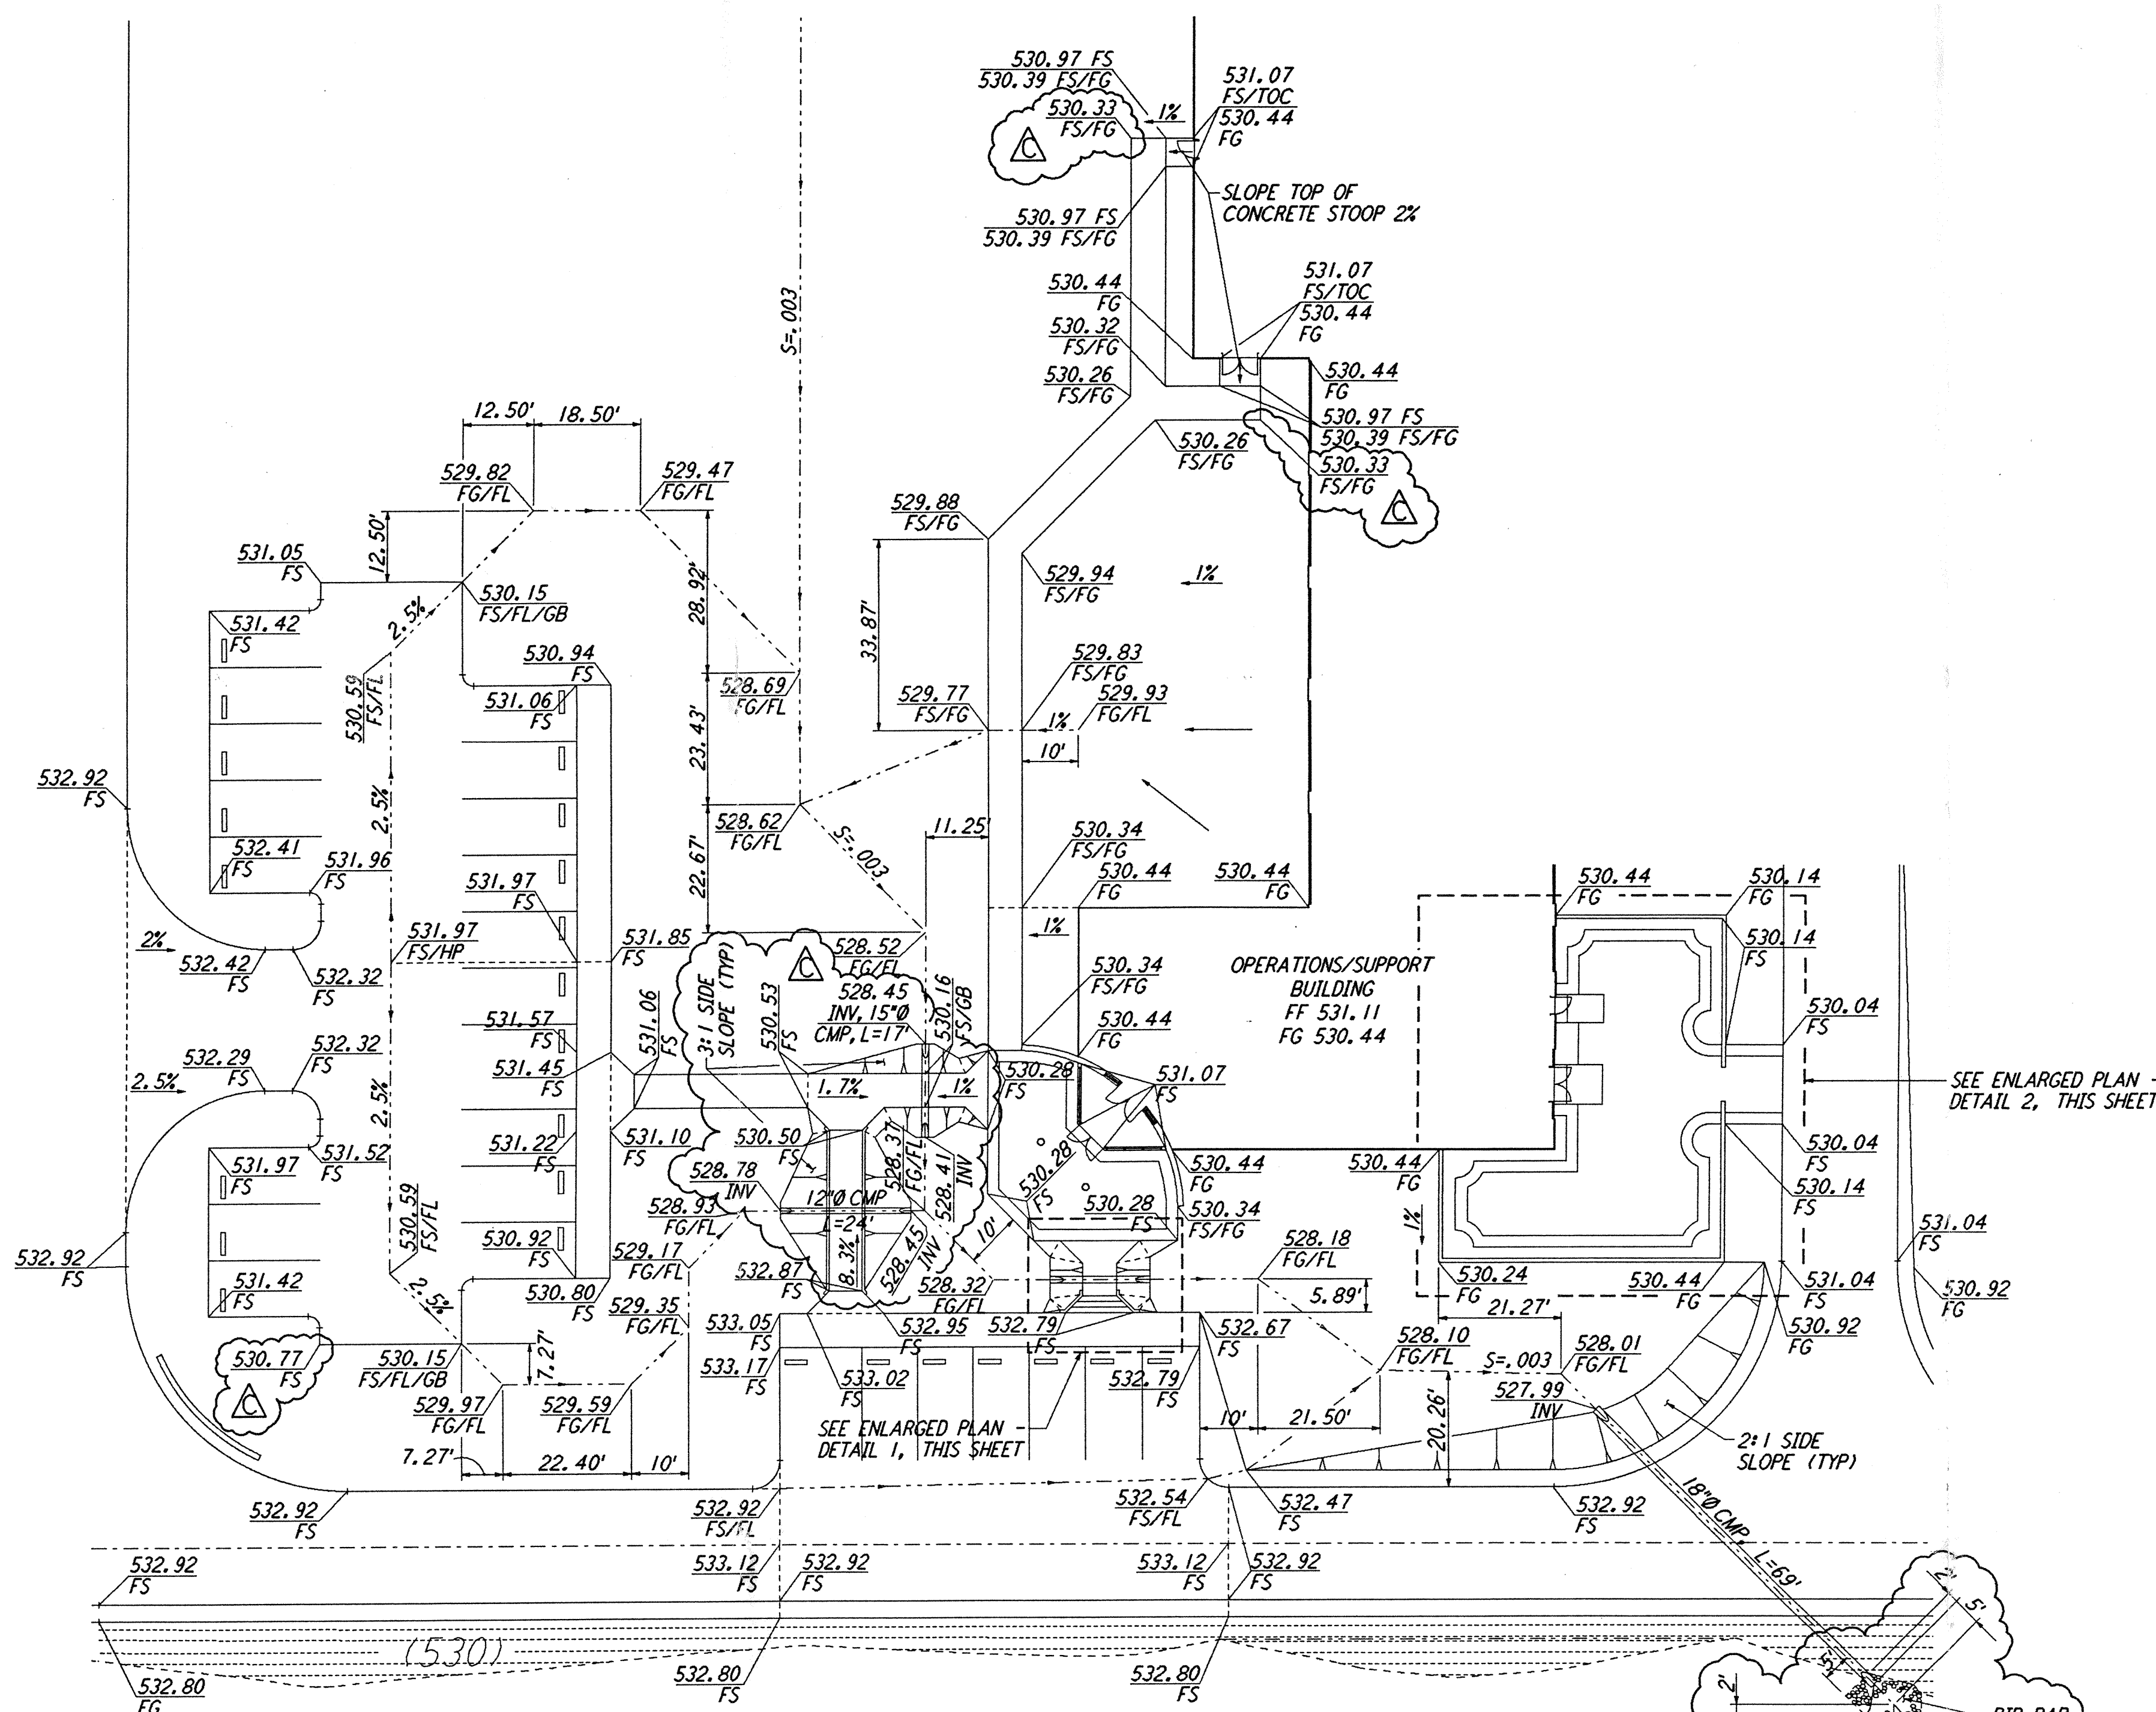 530.97 FS
530.39 FS/FG
530.33
FS/FG
C
1%
531.07
FS/TOC
530.44
FG
SLOPE TOP OF
CONCRETE STOOP 2%
530.97 FS
530.39 FS/FG
S=.003
530.44
FG
530.32
FS/FG
530.26
FS/FG
531.07
FS/TOC
530.44
FG
530.44
FG
530.97 FS
530.39 FS/FG
530.33
FS/FG
C
530.26
FS/FG
12.50'
18.50'
529.82
FG/FL
529.47
FG/FL
12.50'
531.05
FS
530.15
FS/FL/GB
2.5%
531.42
FS
530.94
FS
531.06
FS
530.59
FS/FL
28.92'
528.69
FG/FL
23.43'
529.88
FS/FG
33.87'
529.94
FS/FG
1%
529.83
FS/FG
529.93
FG/FL
529.77
FS/FG
1%
10'
532.92
FS
2.5%
532.41
FS
531.96
FS
531.97
FS
528.62
FG/FL
22.67'
S=.003
11.25'
530.34
FS/FG
530.44
FG
530.44
FG
1%
2%
532.42
FS
532.32
FS
531.97
FS/HP
531.85
FS
528.52
FG/FL
C
3:1 SIDE
SLOPE (TYP)
530.53
FS
528.45
INV, 15"Ø
CMP, L=17'
530.16
FS/GB
530.34
FS/FG
530.44
FG
OPERATIONS/SUPPORT
BUILDING
FF 531.11
FG 530.44
530.44
FG
530.14
FG
530.14
FS
530.04
FS
531.57
FS
531.06
FS
532.29
FS
532.32
FS
531.45
FS
2.5%
1.7%
1%
530.28
FS
531.07
FS
SEE ENLARGED PLAN -
DETAIL 2, THIS SHEET
2.5%
531.97
FS
531.52
FS
531.22
FS
531.10
FS
530.50
FS
528.78
INV
528.37
FG/FL
528.41
INV
530.28
FS
530.44
FG
530.44
FG
530.04
FS
530.14
FS
12"Ø CMP
L=24'
528.93
FG/FL
530.59
FS/FL
530.92
FS
529.17
FG/FL
10'
530.28
FS
530.34
FS/FG
1%
531.04
FS
532.92
FS
531.42
FS
2.5%
530.80
FS
532.87
FS
8.3%
528.45
INV
528.32
FG/FL
528.18
FG/FL
5.89'
530.24
FG
21.27'
530.44
FG
531.04
FS
530.92
FG
529.35
FG/FL
533.05
FS
532.95
FS
532.79
FS
532.67
FS
530.92
FG
530.77
FS
C
530.15
FS/FL/GB
7.27'
533.17
FS
533.02
FS
532.79
FS
528.10
FG/FL
S=.003
528.01
FG/FL
527.99
INV
529.97
FG/FL
529.59
FG/FL
SEE ENLARGED PLAN -
DETAIL 1, THIS SHEET
10'
21.50'
20.26'
2:1 SIDE
SLOPE (TYP)
7.27'
22.40'
10'
532.92
FS
532.92
FS/FL
532.54
FS/FL
532.47
FS
532.92
FS
18"Ø CMP, L=69'
532.92
FS
533.12
FS
532.92
FS
533.12
FS
532.92
FS
2'
5'
(530)
532.80
FG
532.80
FS
532.80
FS
5'
2'
RIP RAP